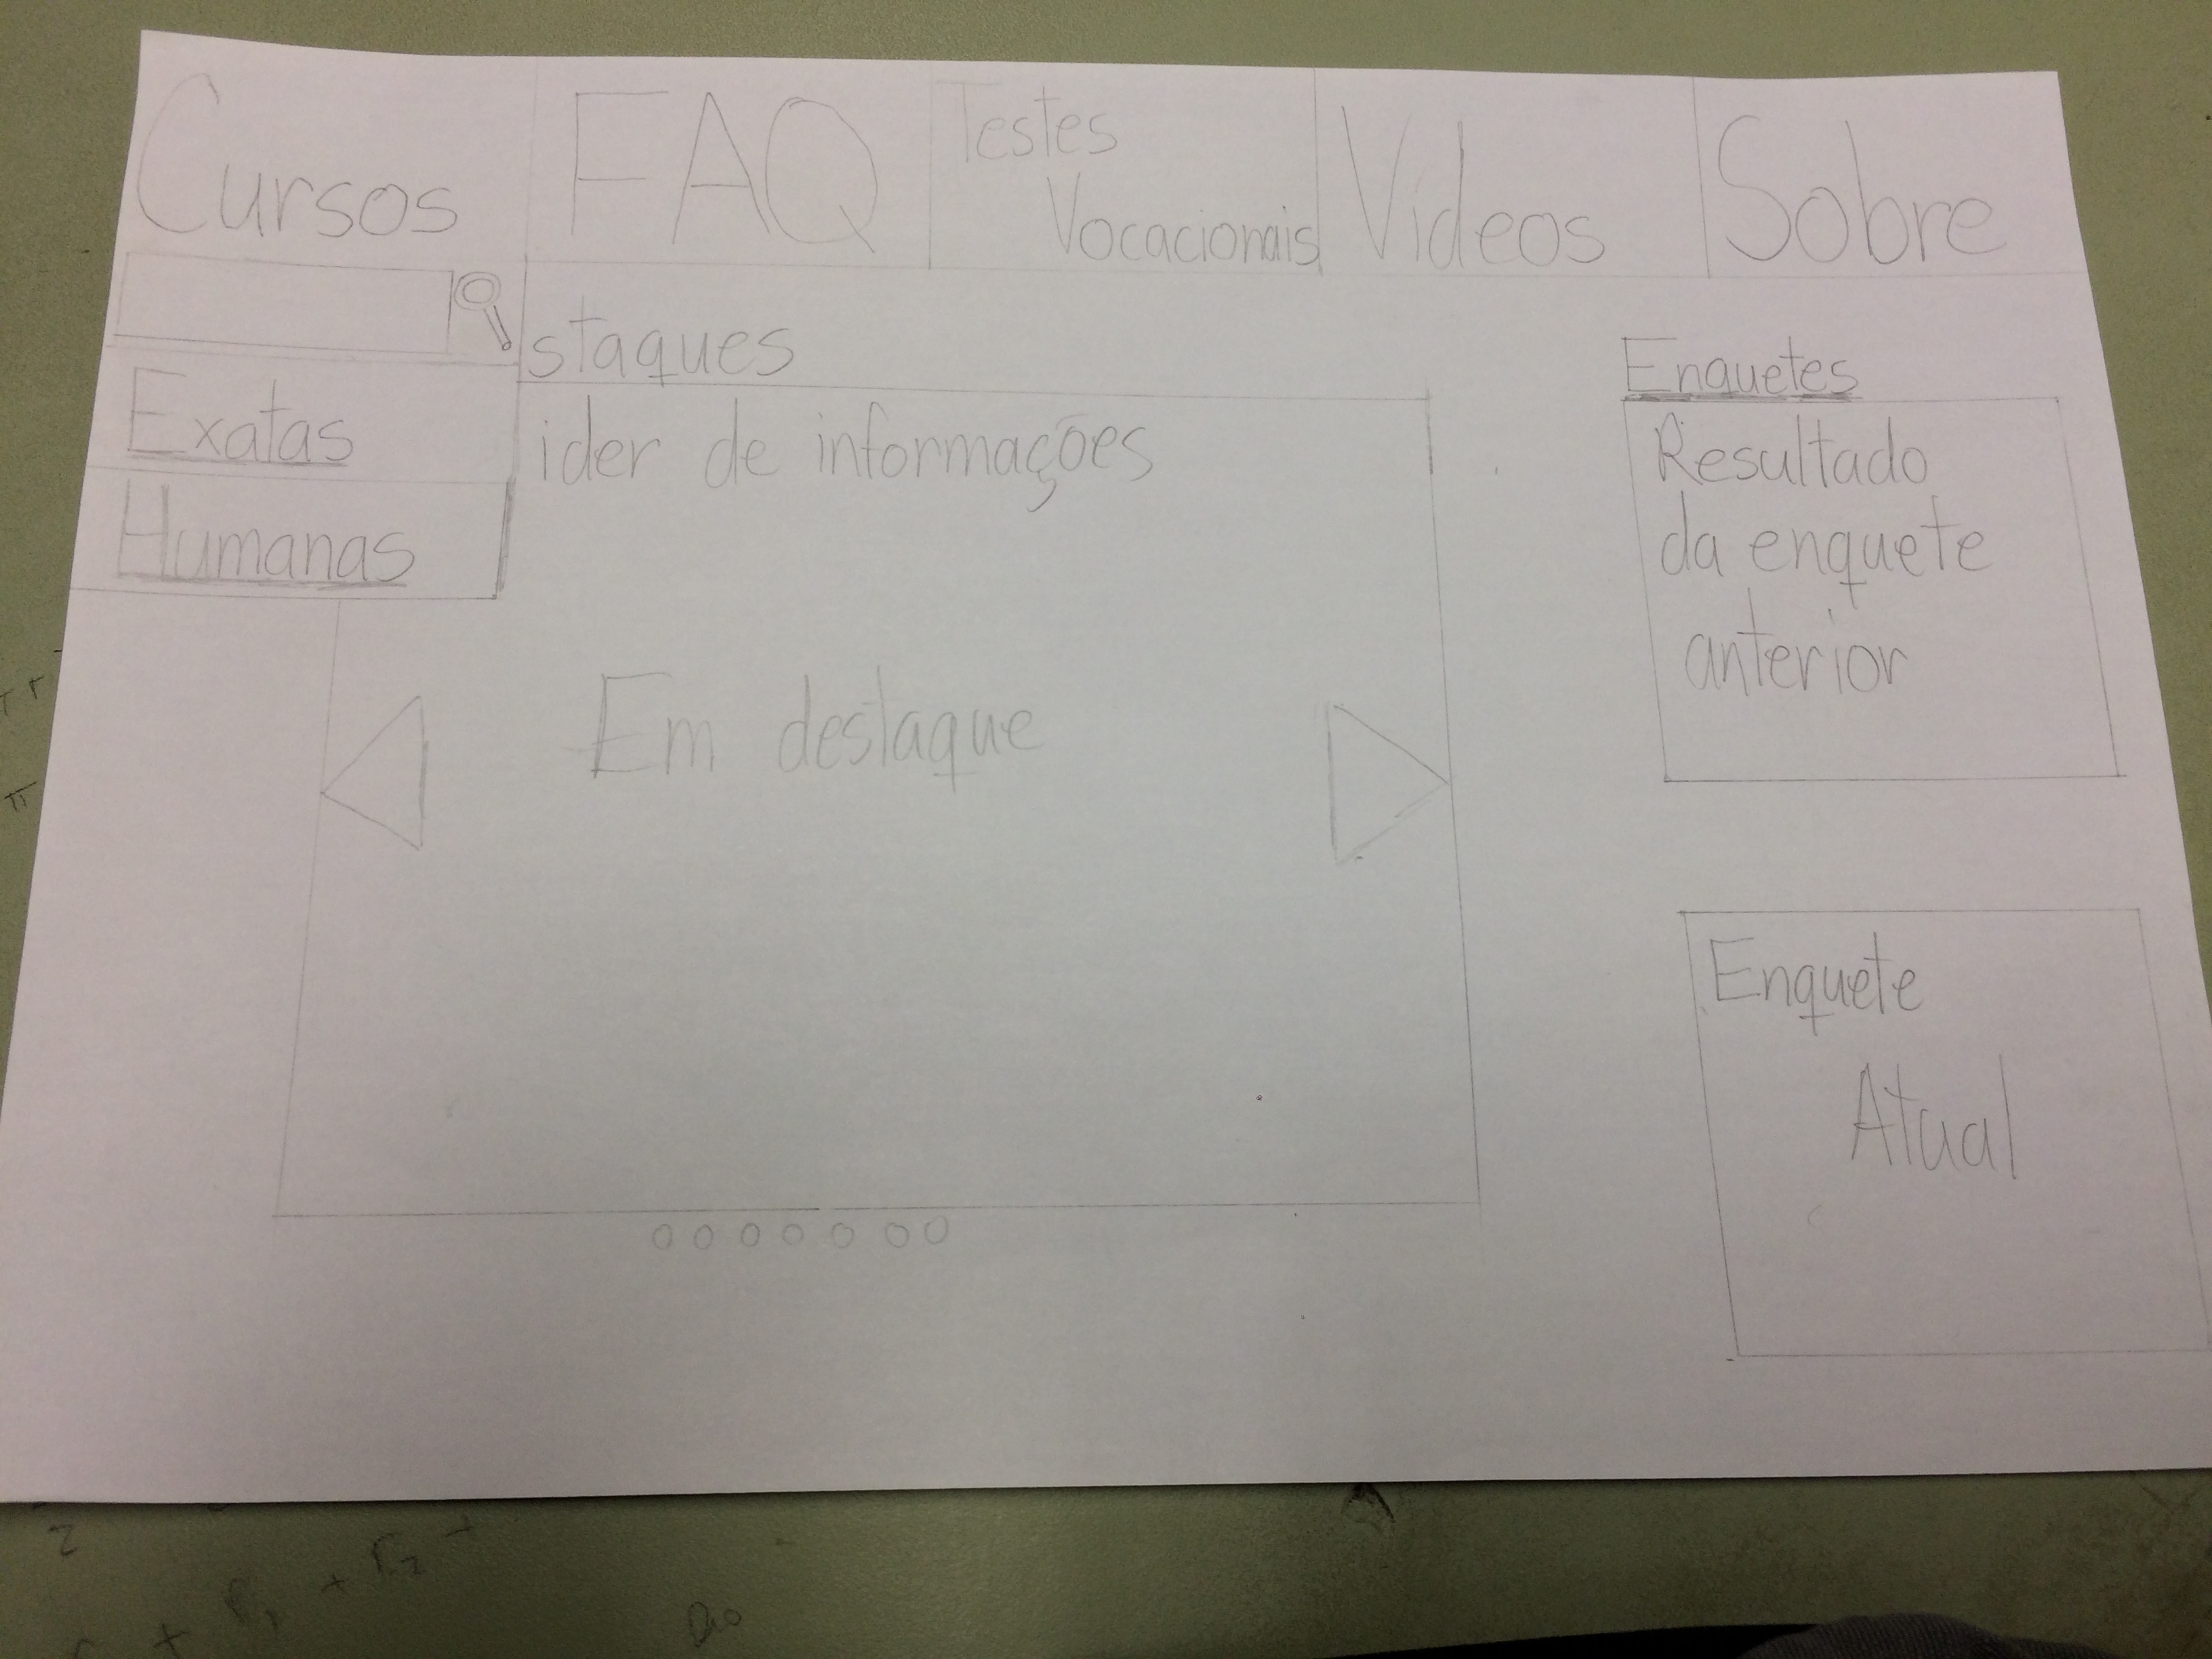 Cursos
FAQ
Testes
Vocacionais
Videos
Sobre
staques
Enquetes
Exatas
ider de informações
Humanas
Resultado
da enquete
anterior
Em destaque
Enquete
Atual